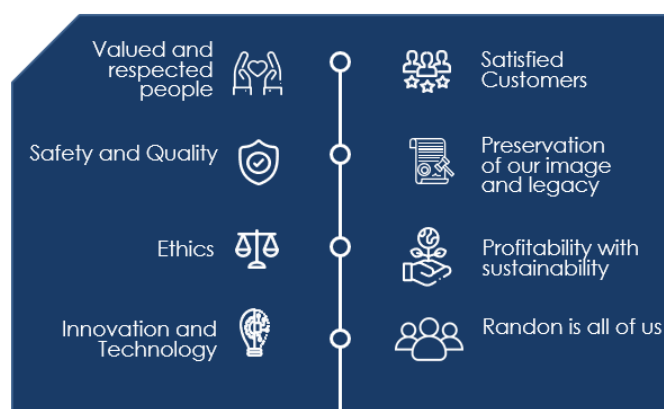 Valued and
respected
people
Satisfied
Customers
Safety and Quality
Preservation
of our image
and legacy
Ethics
Profitability with
sustainability
Innovation and
Technology
Randon is all of us